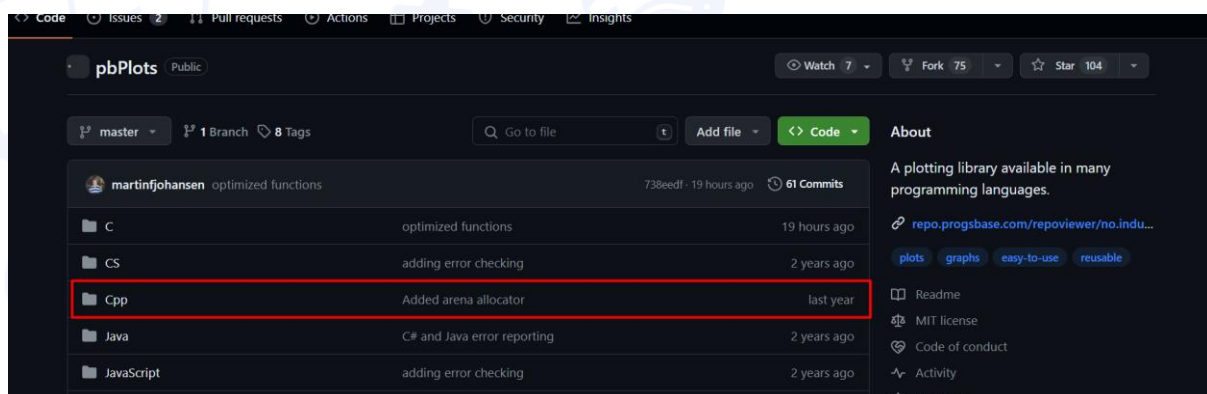 Code Issues 2 Pull requests Actions Projects Security Insights
pbPlots Public
Watch 7 Fork 75 Star 104
master 1 Branch 8 Tags Go to file t Add file Code
martinfjohansen optimized functions 738eedf · 19 hours ago 61 Commits
C optimized functions 19 hours ago
CS adding error checking 2 years ago
Cpp Added arena allocator last year
Java C# and Java error reporting 2 years ago
JavaScript adding error checking 2 years ago
About
A plotting library available in many
programming languages.
repo.progsbase.com/repoviewer/no.indu...
plots graphs easy-to-use reusable
Readme
MIT license
Code of conduct
Activity